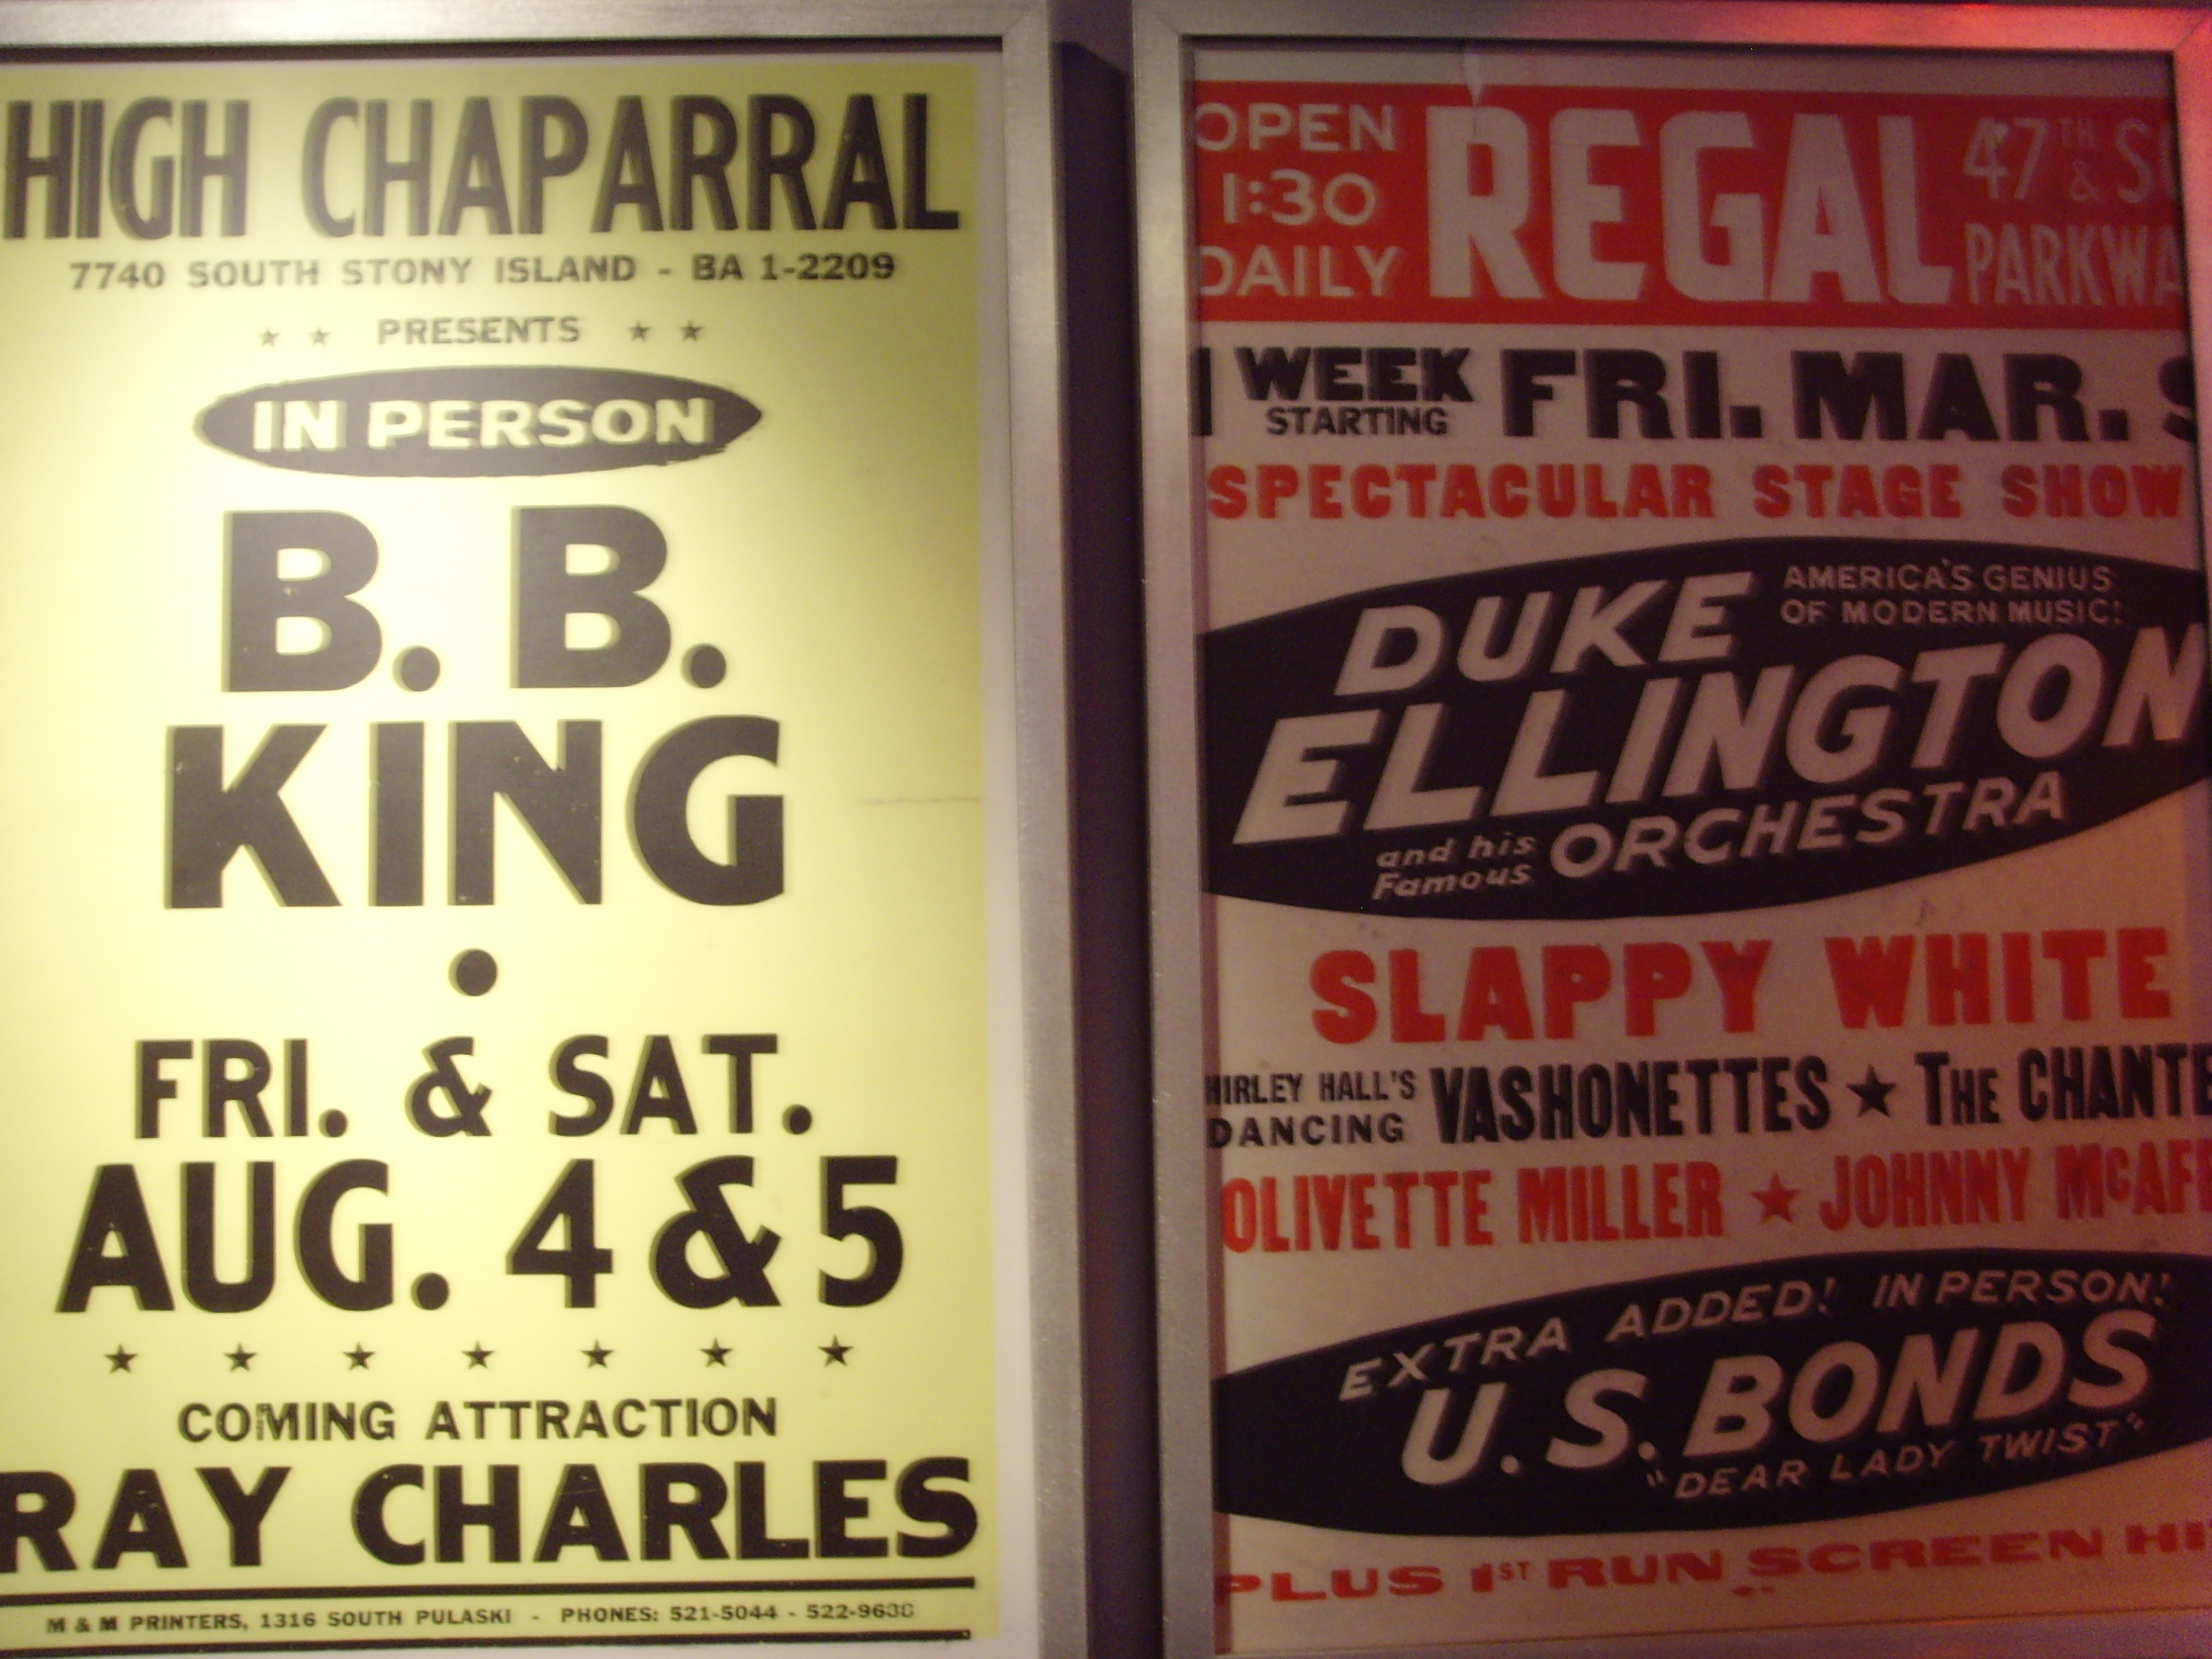 HIGH CHAPARRAL
7740 SOUTH STONY ISLAND - BA 1-2209
★ ★ PRESENTS ★ ★
IN PERSON
B. B.
KING
•
FRI. & SAT.
AUG. 4 & 5
★ ★ ★ ★ ★ ★ ★
COMING ATTRACTION
RAY CHARLES
M & M PRINTERS, 1316 SOUTH PULASKI - PHONES: 521-5044 -
OPEN
1:30
DAILY
REGAL
47TH
&
PARKWA
1 WEEK
STARTING
FRI. MAR.
SPECTACULAR STAGE SHOW
DUKE
AMERICA'S GENIUS
OF MODERN MUSIC!
ELLINGTON
and his
Famous
ORCHESTRA
SLAPPY WHITE
HIRLEY HALL'S
DANCING
VASHONETTES ★ THE CHANTE
OLIVETTE MILLER ★ JOHNNY McAF
EXTRA ADDED! IN PERSON!
U.S. BONDS
"DEAR LADY TWIST"
PLUS 1ST RUN SCREEN HI